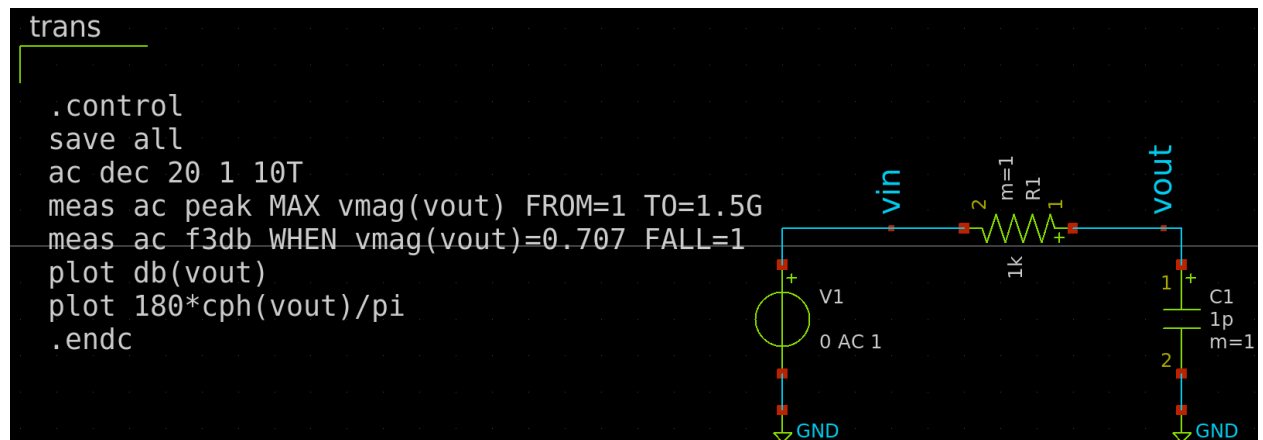 trans
.control
save all
ac dec 20 1 10T
meas ac peak MAX vmag(vout) FROM=1 TO=1.5G
meas ac f3db WHEN vmag(vout)=0.707 FALL=1
plot db(vout)
plot 180*cph(vout)/pi
.endc
vin
2
m=1
R1
1
+
1k
vout
+
V1
0 AC 1
GND
1
+
C1
1p
m=1
2
GND